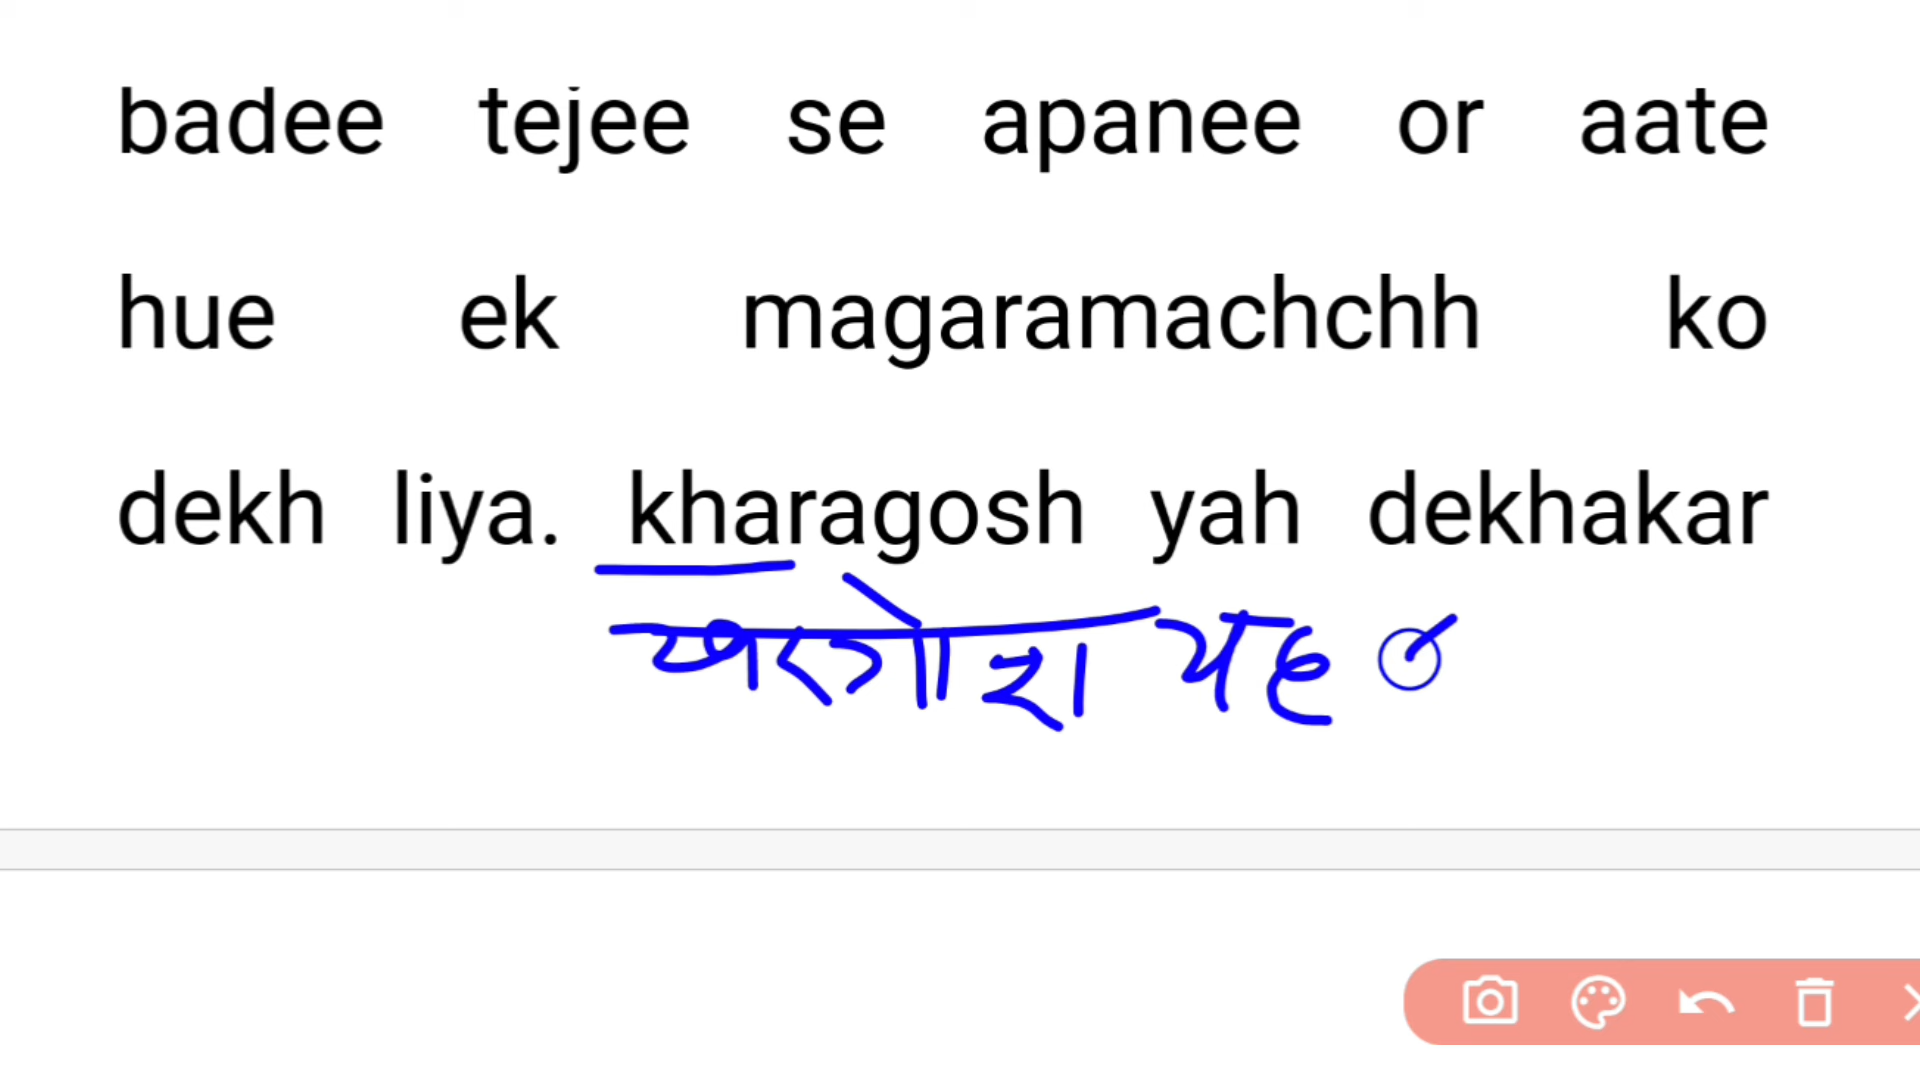 badee tejee se apanee or aate
hue ek magaramachchh ko
dekh liya. kharagosh yah dekhakar
खरगोश यह